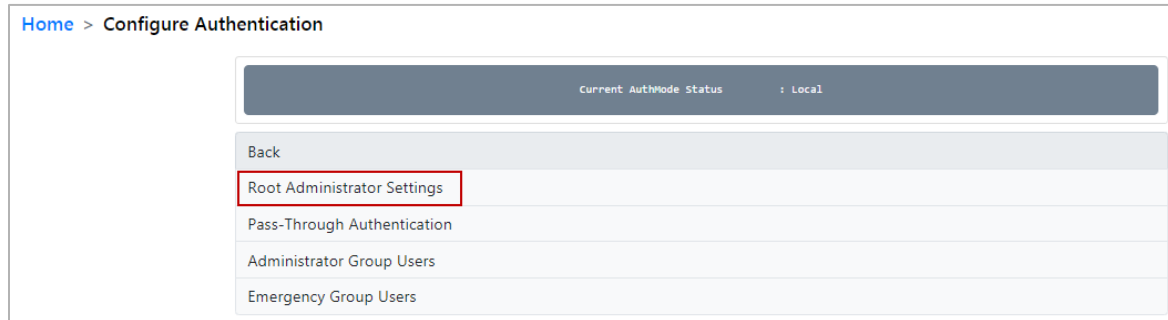 Home > Configure Authentication
Current AuthMode Status : Local
Back
Root Administrator Settings
Pass-Through Authentication
Administrator Group Users
Emergency Group Users